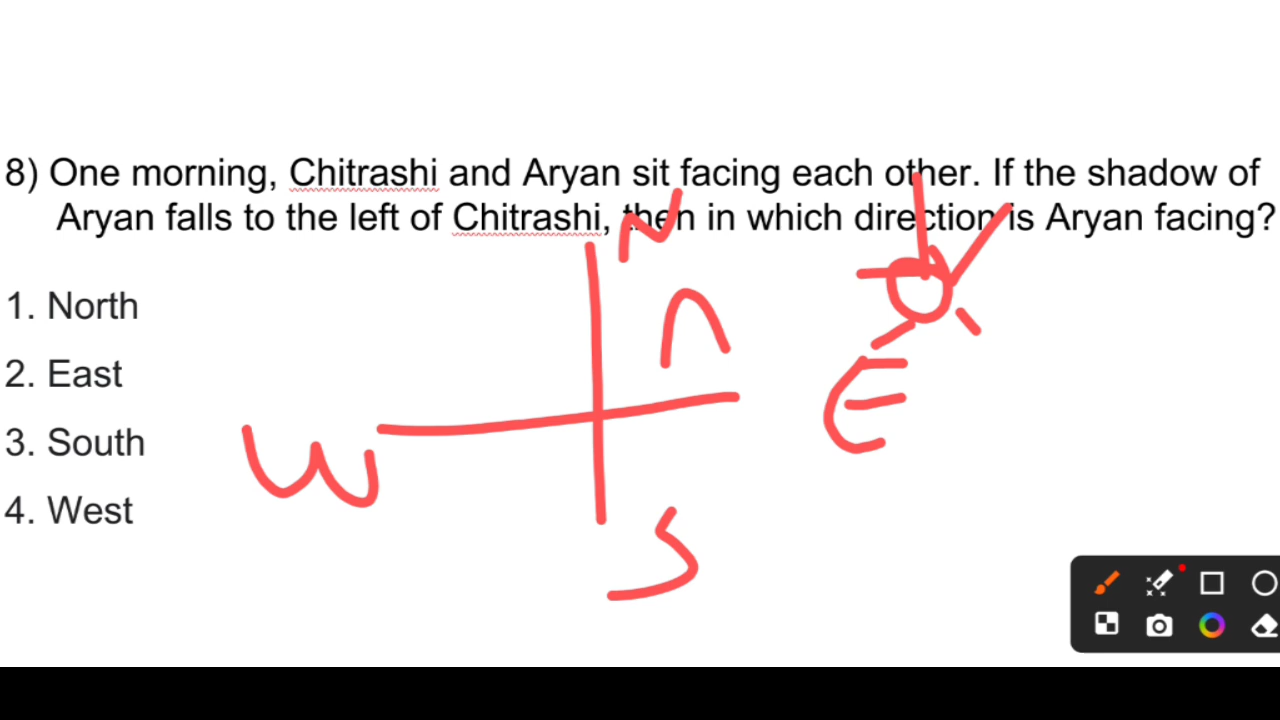 8) One morning, Chitrashi and Aryan sit facing each other. If the shadow of
Aryan falls to the left of Chitrashi, then in which direction is Aryan facing?
N
1. North
2. East
E
3. South
W
4. West
S